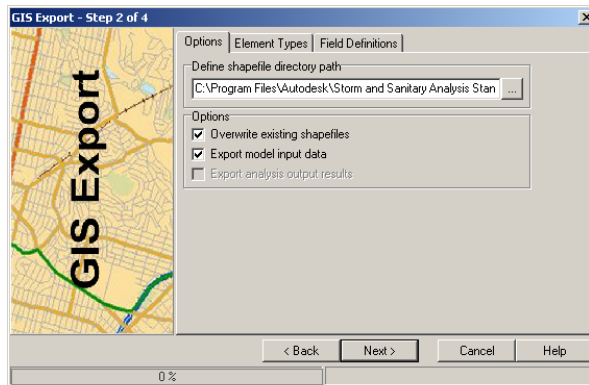 GIS Export - Step 2 of 4
GIS Export
Options
Element Types
Field Definitions
Define shapefile directory path
C:\Program Files\Autodesk\Storm and Sanitary Analysis Stan
...
Options
Overwrite existing shapefiles
Export model input data
Export analysis output results
< Back
Next >
Cancel
Help
0 %